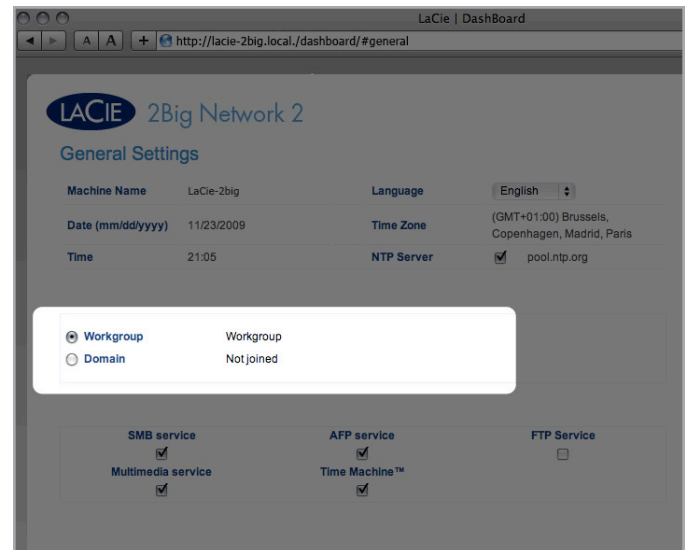 LaCie | DashBoard
A A + http://lacie-2big.local./dashboard/#general
LACIE 2Big Network 2
General Settings
Machine Name LaCie-2big Language English
Date (mm/dd/yyyy) 11/23/2009 Time Zone (GMT+01:00) Brussels,
Copenhagen, Madrid, Paris
Time 21:05 NTP Server pool.ntp.org
Workgroup Workgroup
Domain Not joined
SMB service AFP service FTP Service
Multimedia service Time Machine™